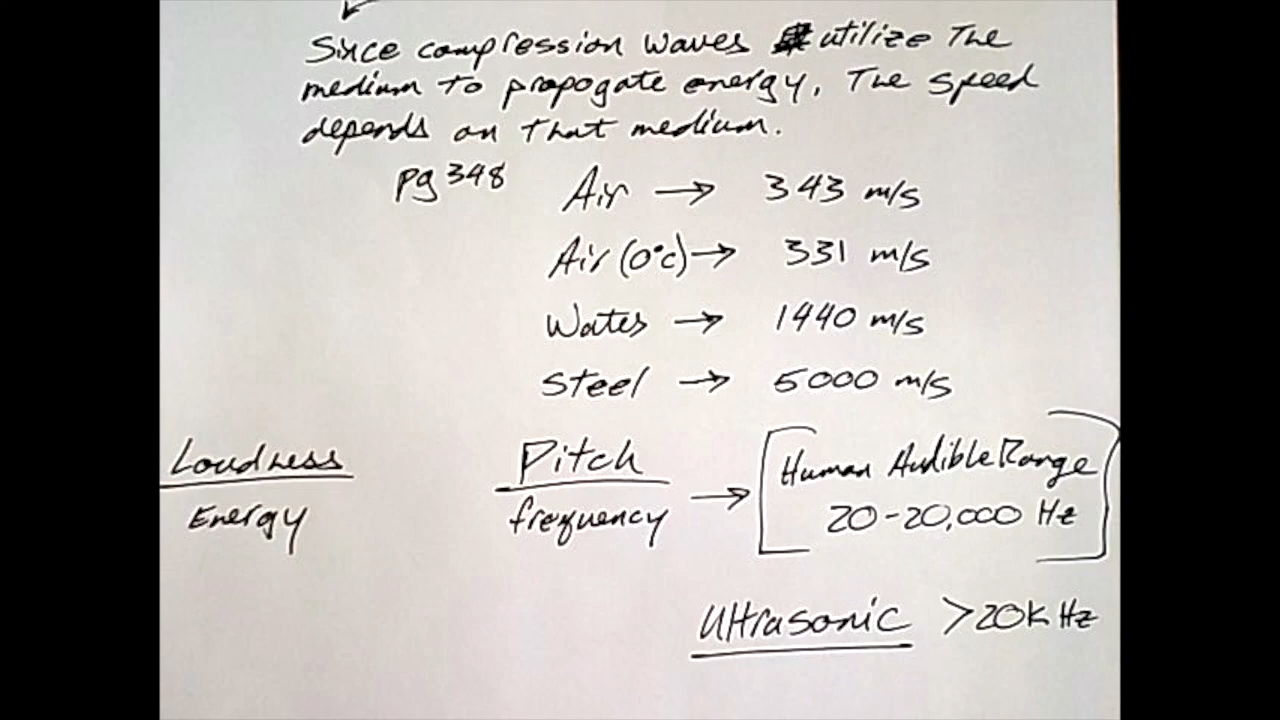 Since compression waves utilize The
medium to propogate energy, The speed
depends on that medium.
pg 348
Air → 343 m/s
Air (0°c) → 331 m/s
Water → 1440 m/s
Steel → 5000 m/s
Loudness
Energy
Pitch
frequency → [Human Audible Range
20-20,000 Hz]
Ultrasonic >20K Hz